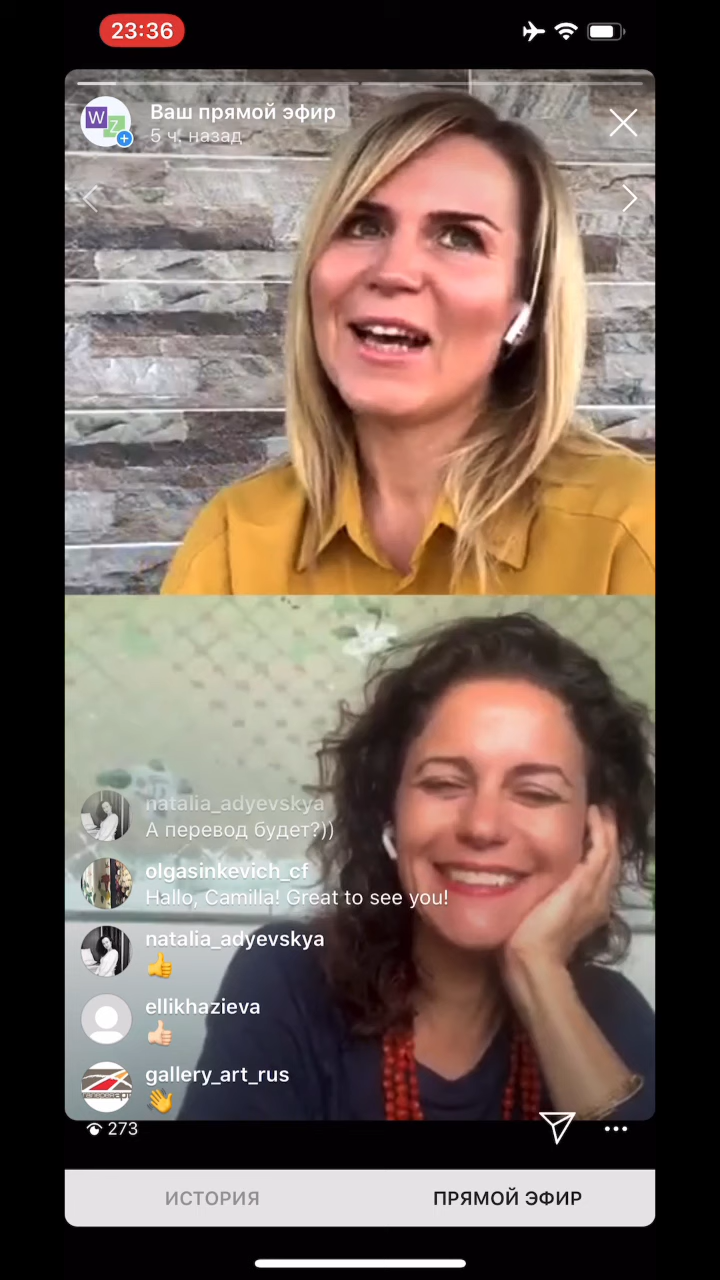 23:36
W
Z
Ваш прямой эфир
5 ч. назад
natalia_adyevskya
А перевод будет?))
olgasinkevich_cf
Hallo, Camilla! Great to see you!
natalia_adyevskya
👍
ellikhazieva
👍🏻
gallery_art_rus
👋
273
ИСТОРИЯ
ПРЯМОЙ ЭФИР